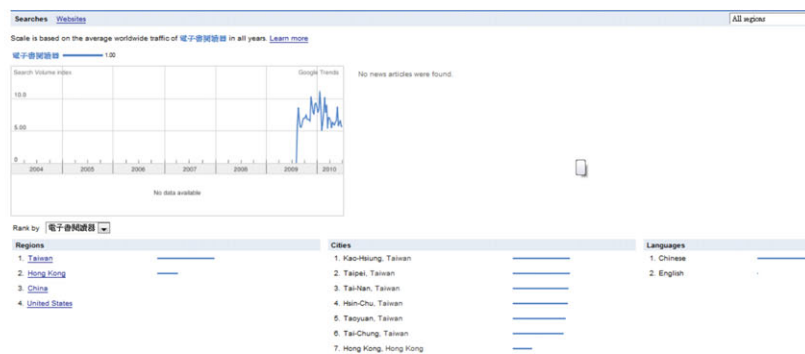 Searches Websites All regions
Scale is based on the average worldwide traffic of 電子書閱讀器 in all years. Learn more
電子書閱讀器 1.00
Search Volume Index Google Trends
No news articles were found.
10.0
5.00
0
2004 2005 2006 2007 2008 2009 2010
No data available
Rank by 電子書閱讀器
Regions
1. Taiwan
2. Hong Kong
3. China
4. United States
Cities
1. Kao-Hsiung, Taiwan
2. Taipei, Taiwan
3. Tai-Nan, Taiwan
4. Hsin-Chu, Taiwan
5. Taoyuan, Taiwan
6. Tai-Chung, Taiwan
7. Hong Kong, Hong Kong
Languages
1. Chinese
2. English